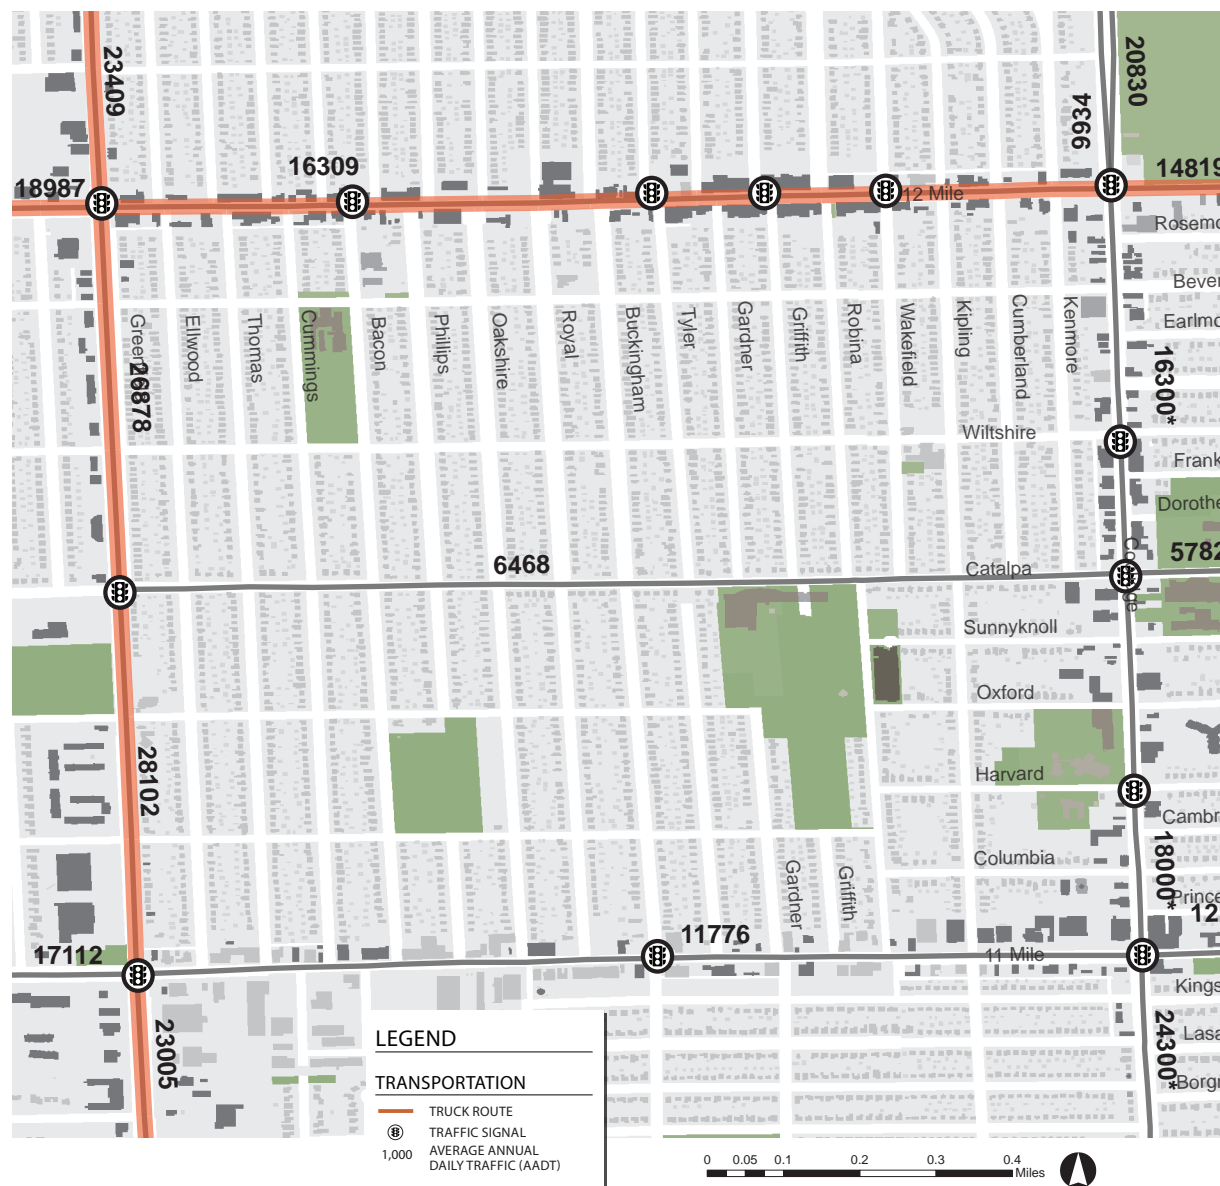 23409
20830
9934
18987
16309
14819
12 Mile
Rosemo
Bever
Earlmo
Ellwood
Thomas
Cummings
Bacon
Phillips
Oakshire
Royal
Buckingham
Tyler
Gardner
Griffith
Robina
Wakefield
Kipling
Cumberland
Kenmore
26878
16300*
Wiltshire
Frank
Dorothe
6468
Catalpa
5782
Sunnyknoll
Oxford
28102
Harvard
Cambr
Columbia
18000*
Gardner
Griffith
Prince
12
17112
11776
11 Mile
Kings
23005
24300*
Lasa
Borgr
LEGEND
TRANSPORTATION
TRUCK ROUTE
TRAFFIC SIGNAL
1,000 AVERAGE ANNUAL
DAILY TRAFFIC (AADT)
0 0.05 0.1 0.2 0.3 0.4
Miles